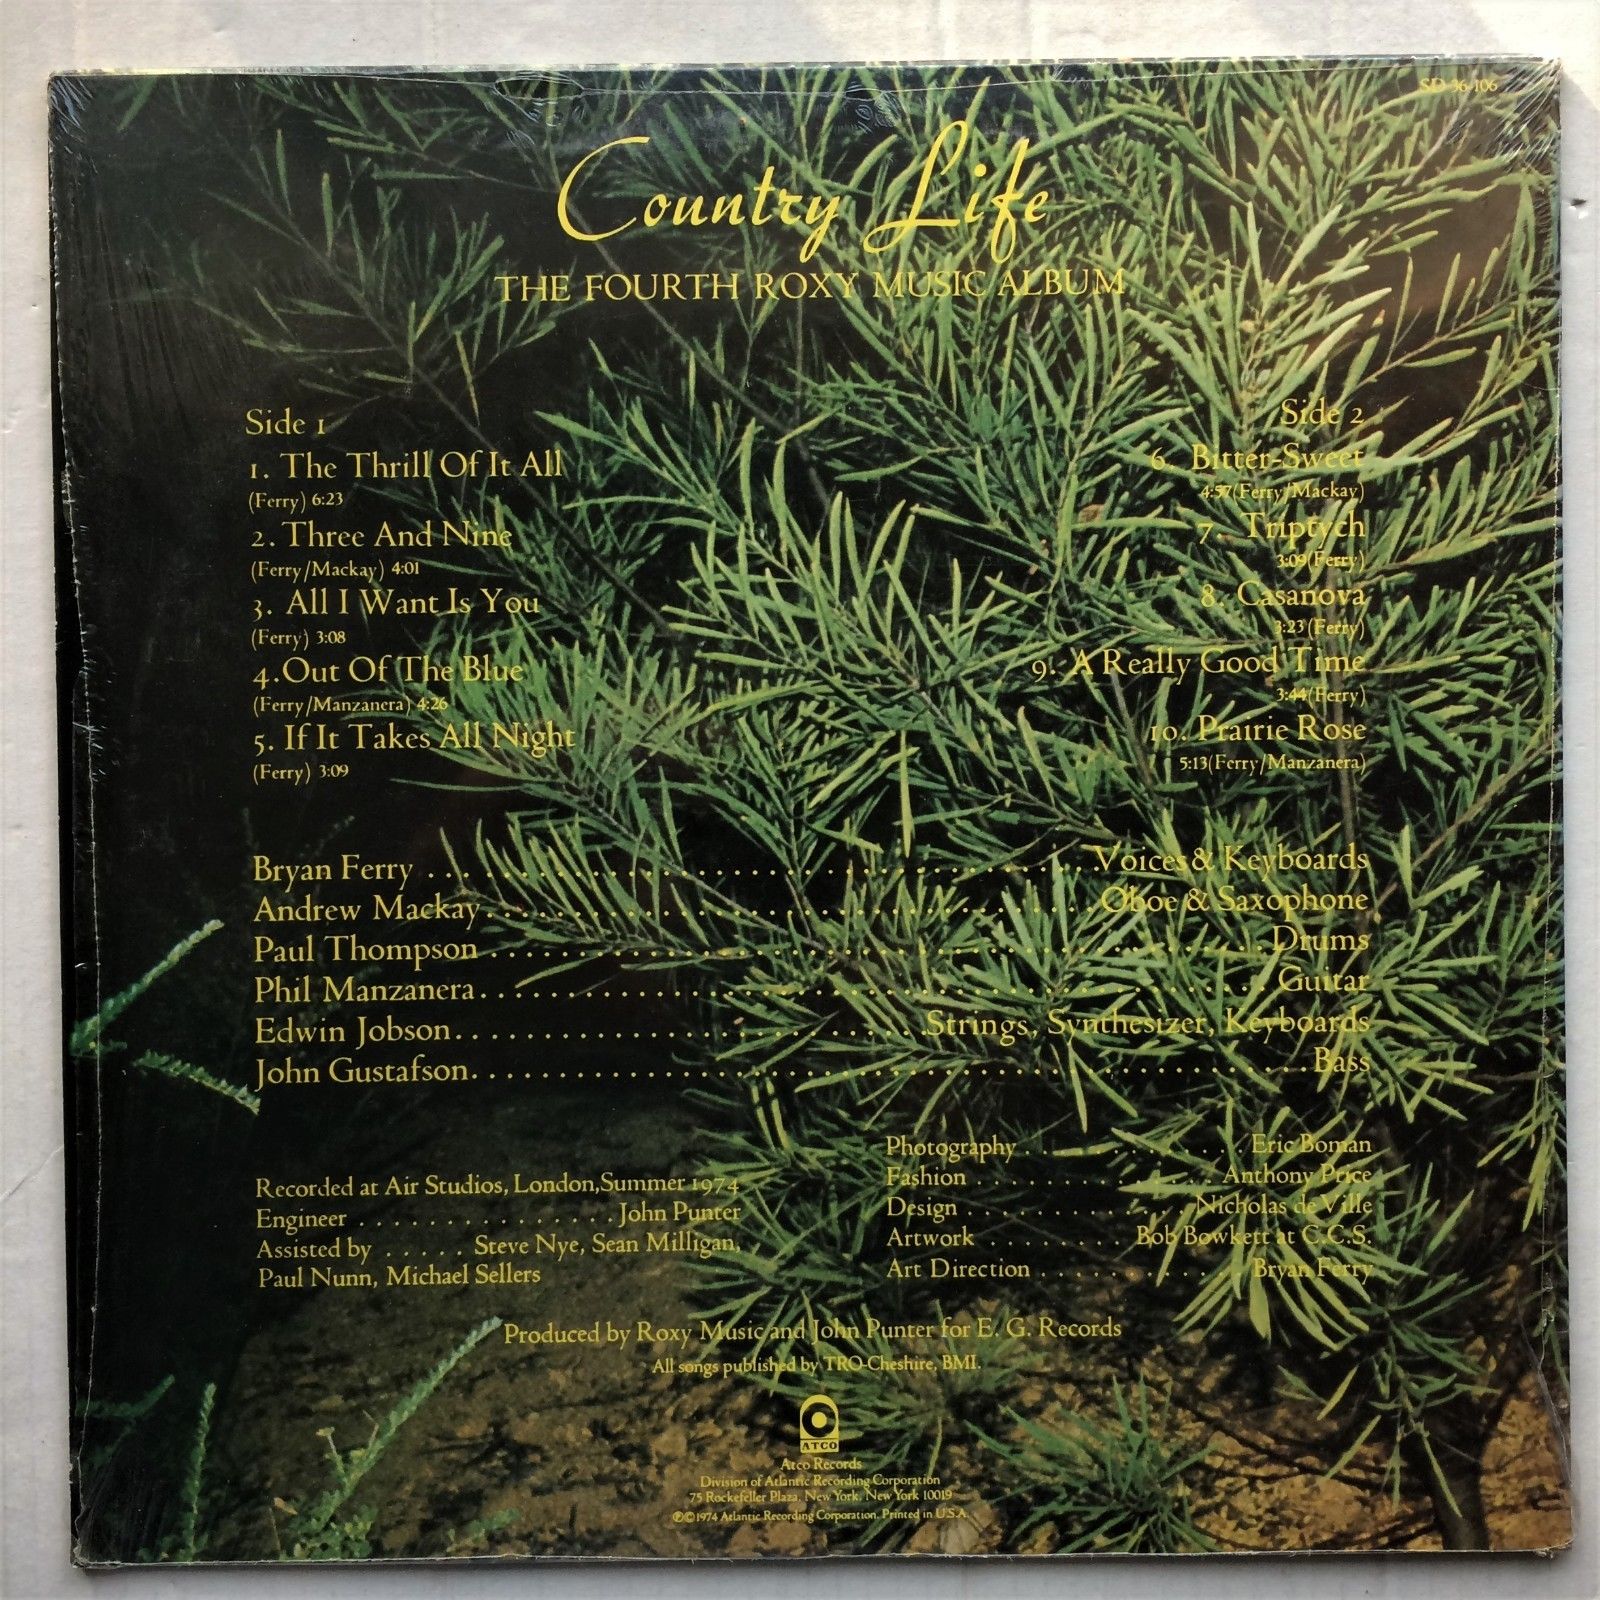 SD 36-106
Country Life
THE FOURTH ROXY MUSIC ALBUM
Side 1
1. The Thrill Of It All
(Ferry) 6:23
2. Three And Nine
(Ferry/Mackay) 4:01
3. All I Want Is You
(Ferry) 3:08
4.Out Of The Blue
(Ferry/Manzanera) 4:26
5. If It Takes All Night
(Ferry) 3:09
Side 2
6. Bitter-Sweet
4:57(Ferry/Mackay)
7. Triptych
3:09(Ferry)
8. Casanova
3:23(Ferry)
9. A Really Good Time
3:44(Ferry)
10. Prairie Rose
5:13(Ferry/Manzanera)
Bryan Ferry . . . . . . . . . . Voices & Keyboards
Andrew Mackay. . . . . . . . . . Oboe & Saxophone
Paul Thompson . . . . . . . . . . Drums
Phil Manzanera. . . . . . . . . . Guitar
Edwin Jobson. . . . . . . . . . Strings, Synthesizer, Keyboards
John Gustafson. . . . . . . . . . Bass
Recorded at Air Studios, London,Summer 1974
Engineer . . . . . . . . . . John Punter
Assisted by . . . . . Steve Nye, Sean Milligan,
Paul Nunn, Michael Sellers
Photography . . . . . . . . . . Eric Boman
Fashion . . . . . . . . . . Anthony Price
Design . . . . . . . . . . Nicholas de Ville
Artwork . . . . . . . . Bob Bowkett at C.C.S.
Art Direction . . . . . . . . . . Bryan Ferry
Produced by Roxy Music and John Punter for E. G. Records
All songs published by TRO-Cheshire, BMI.
ATCO
Atco Records
Division of Atlantic Recording Corporation
75 Rockefeller Plaza, New York, New York 10019
℗©1974 Atlantic Recording Corporation. Printed in U.S.A.